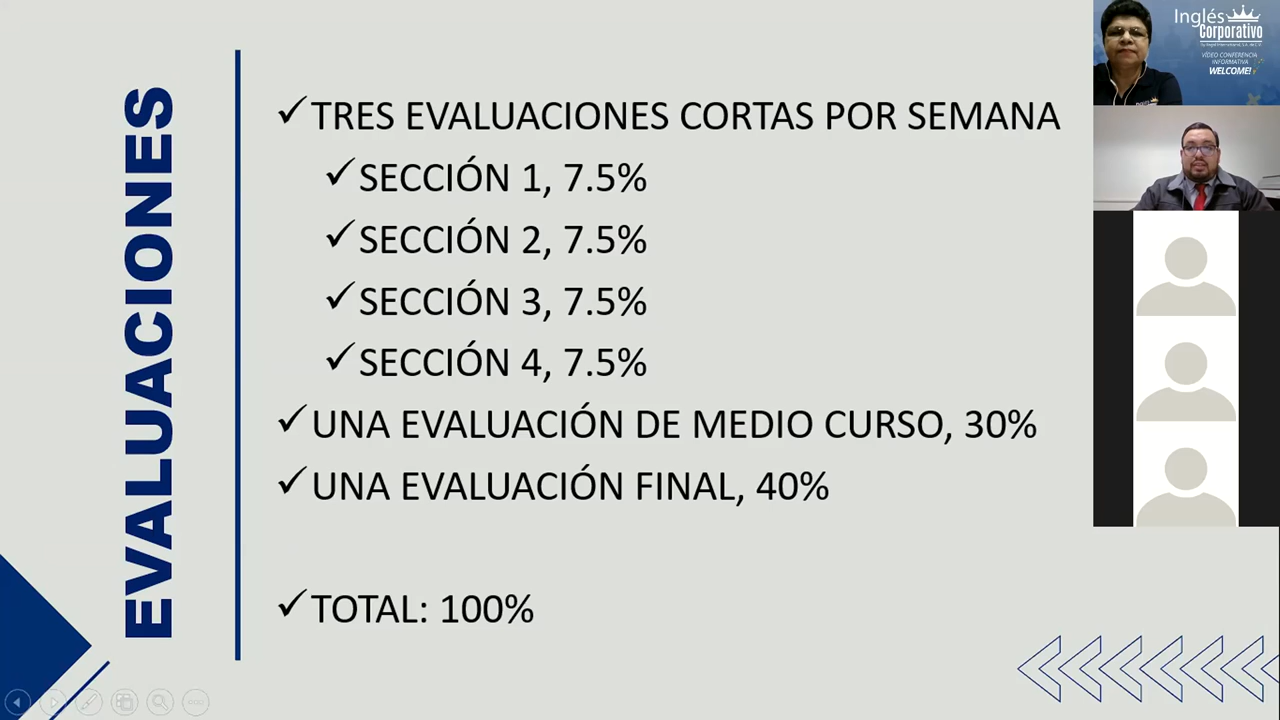 EVALUACIONES
✓TRES EVALUACIONES CORTAS POR SEMANA
✓SECCIÓN 1, 7.5%
✓SECCIÓN 2, 7.5%
✓SECCIÓN 3, 7.5%
✓SECCIÓN 4, 7.5%
✓UNA EVALUACIÓN DE MEDIO CURSO, 30%
✓UNA EVALUACIÓN FINAL, 40%
✓TOTAL: 100%
Inglés
Corporativo
VÍDEO CONFERENCIA
INFORMATIVA
WELCOME!